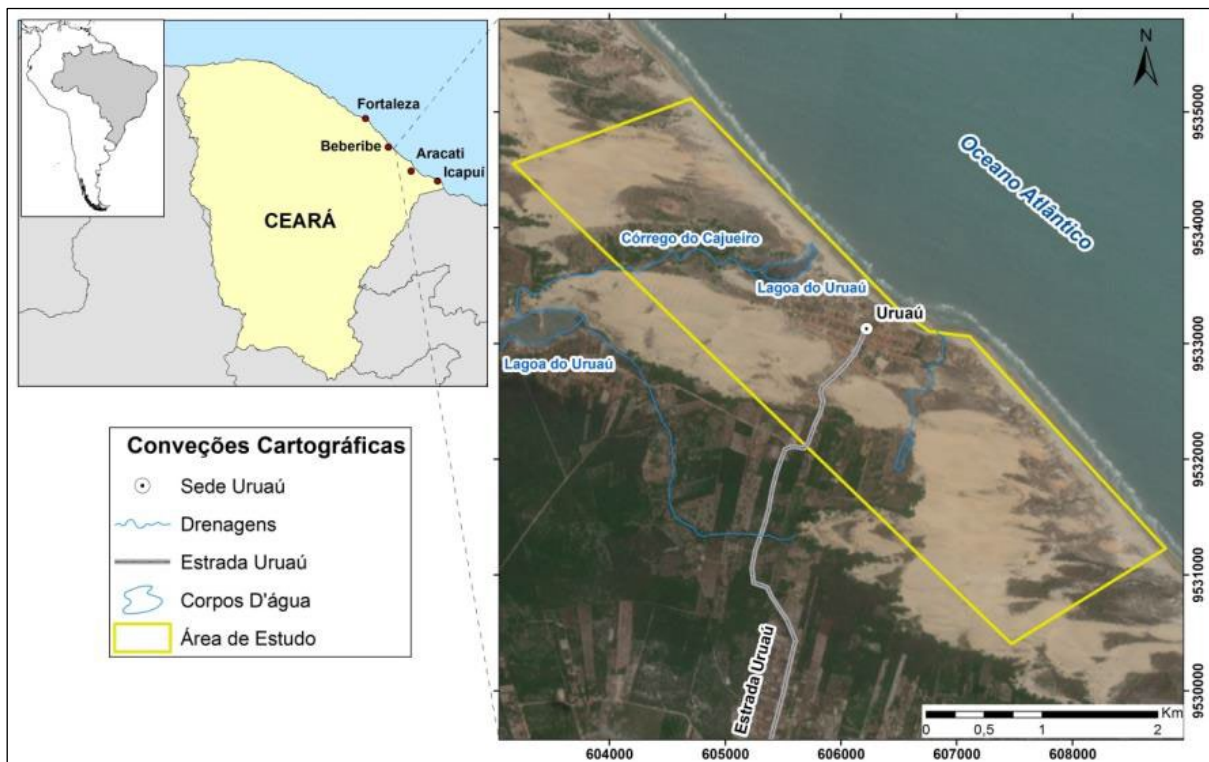 Fortaleza
Beberibe
Aracati
Icapuí
CEARÁ
Conveções Cartográficas
Sede Uruaú
Drenagens
Estrada Uruaú
Corpos D'água
Área de Estudo
N
Oceano Atlântico
Córrego do Cajueiro
Lagoa do Uruaú
Uruaú
Lagoa do Uruaú
Estrada Uruaú
9535000
9534000
9533000
9532000
9531000
9530000
Km
0 0,5 1 2
604000 605000 606000 607000 608000